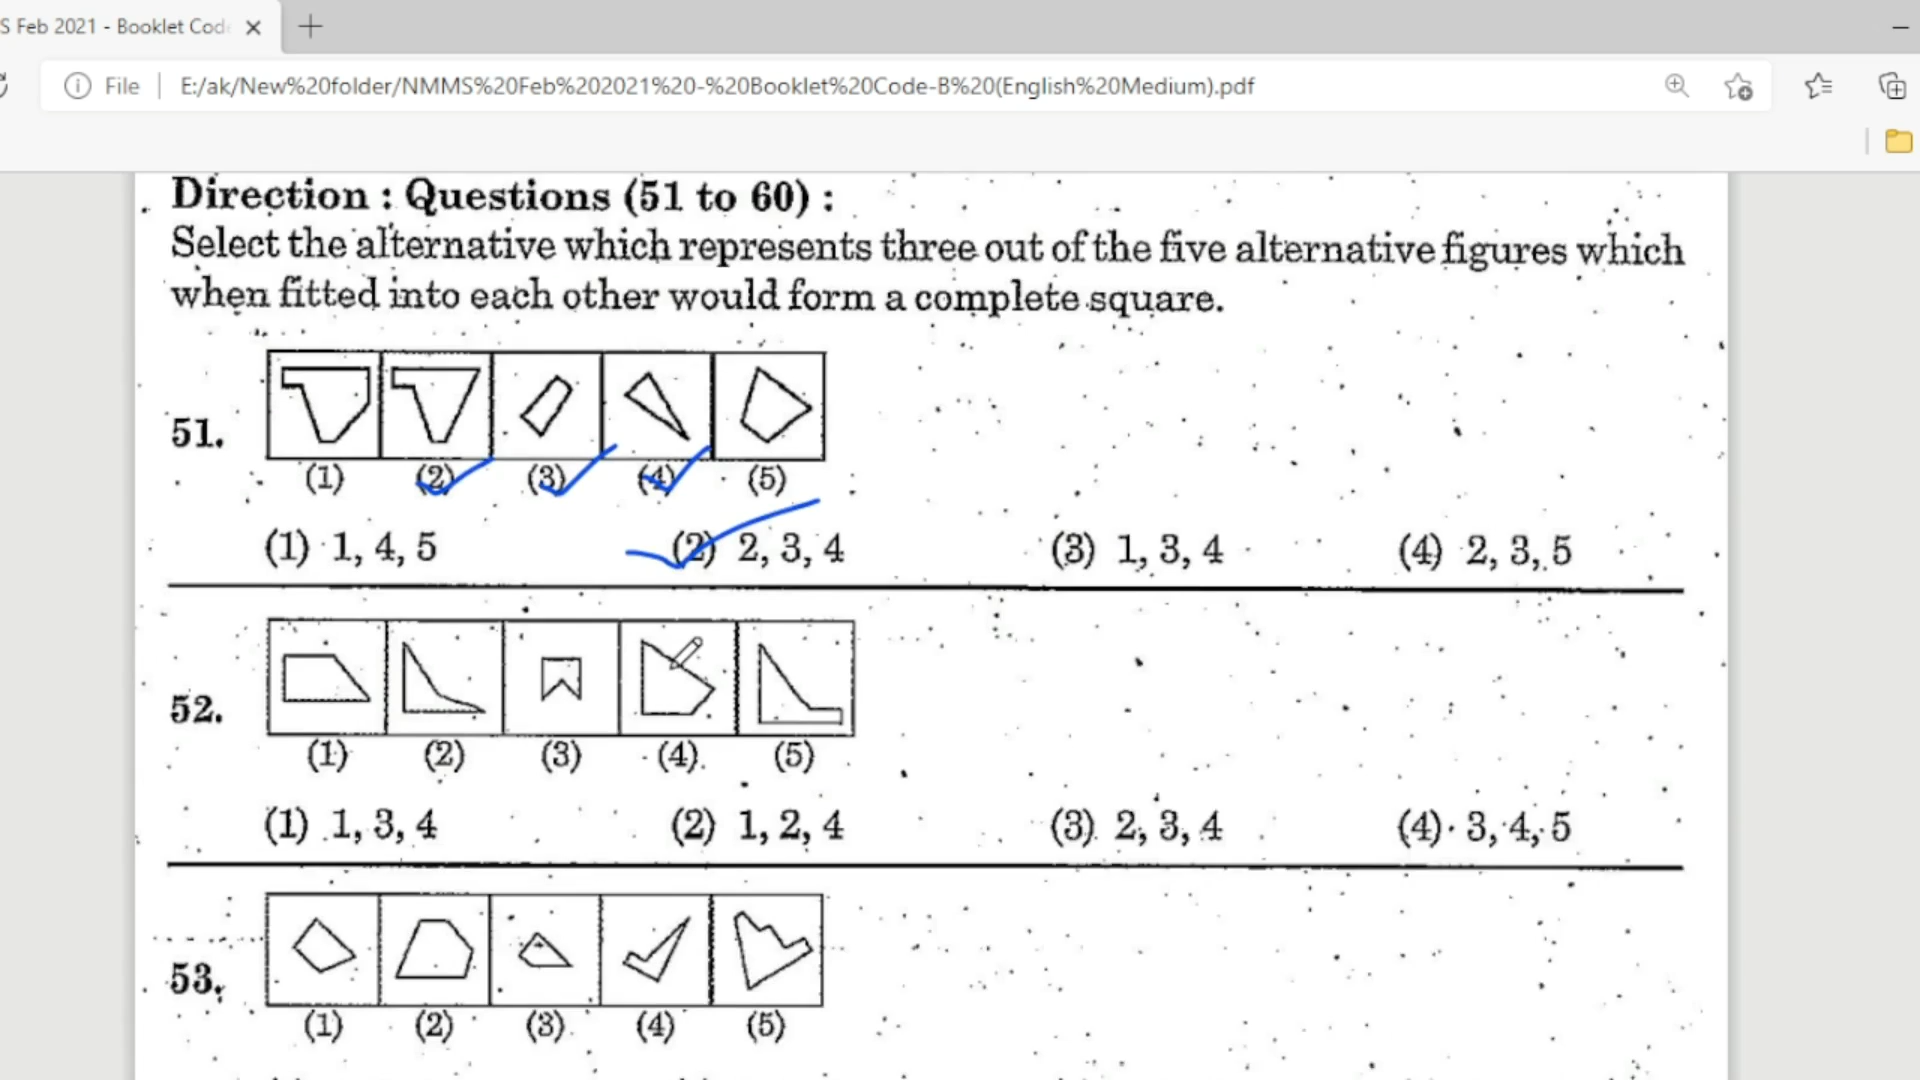 S Feb 2021 - Booklet Cod
File
E:/ak/New%20folder/NMMS%20Feb%202021%20-%20Booklet%20Code-B%20(English%20Medium).pdf
Direction : Questions (51 to 60) :
Select the alternative which represents three out of the five alternative figures which
when fitted into each other would form a complete square.
51.
(1) (2) (3) (4) (5)
(1) 1, 4, 5 (2) 2, 3, 4 (3) 1, 3, 4 (4) 2, 3, 5
52.
(1) (2) (3) (4) (5)
(1) 1, 3, 4 (2) 1, 2, 4 (3) 2, 3, 4 (4) 3, 4, 5
53.
(1) (2) (3) (4) (5)